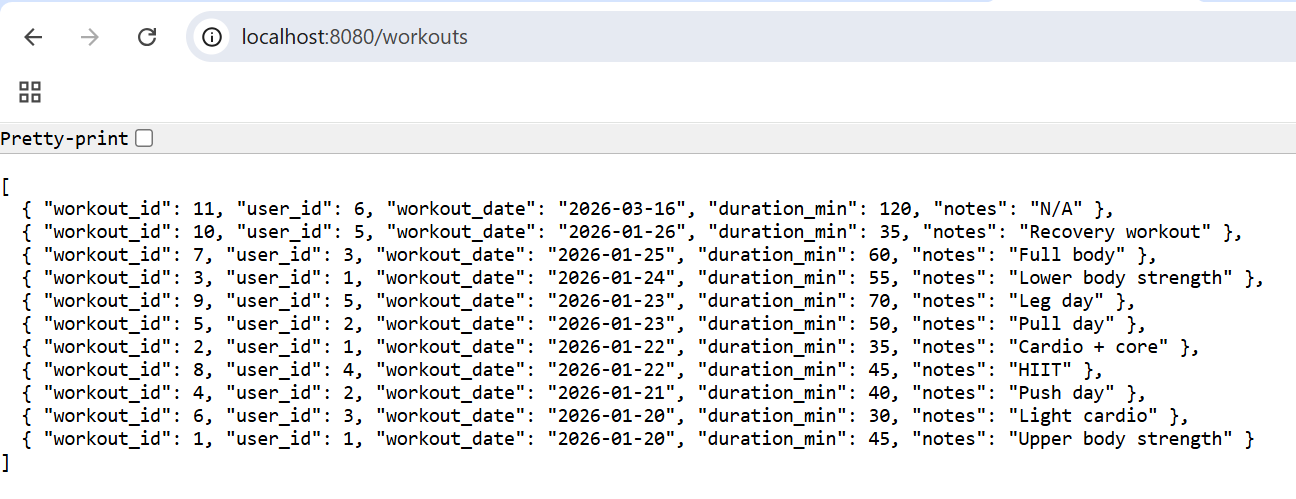 localhost:8080/workouts
Pretty-print
[
  { "workout_id": 11, "user_id": 6, "workout_date": "2026-03-16", "duration_min": 120, "notes": "N/A" },
  { "workout_id": 10, "user_id": 5, "workout_date": "2026-01-26", "duration_min": 35, "notes": "Recovery workout" },
  { "workout_id": 7, "user_id": 3, "workout_date": "2026-01-25", "duration_min": 60, "notes": "Full body" },
  { "workout_id": 3, "user_id": 1, "workout_date": "2026-01-24", "duration_min": 55, "notes": "Lower body strength" },
  { "workout_id": 9, "user_id": 5, "workout_date": "2026-01-23", "duration_min": 70, "notes": "Leg day" },
  { "workout_id": 5, "user_id": 2, "workout_date": "2026-01-23", "duration_min": 50, "notes": "Pull day" },
  { "workout_id": 2, "user_id": 1, "workout_date": "2026-01-22", "duration_min": 35, "notes": "Cardio + core" },
  { "workout_id": 8, "user_id": 4, "workout_date": "2026-01-22", "duration_min": 45, "notes": "HIIT" },
  { "workout_id": 4, "user_id": 2, "workout_date": "2026-01-21", "duration_min": 40, "notes": "Push day" },
  { "workout_id": 6, "user_id": 3, "workout_date": "2026-01-20", "duration_min": 30, "notes": "Light cardio" },
  { "workout_id": 1, "user_id": 1, "workout_date": "2026-01-20", "duration_min": 45, "notes": "Upper body strength" }
]